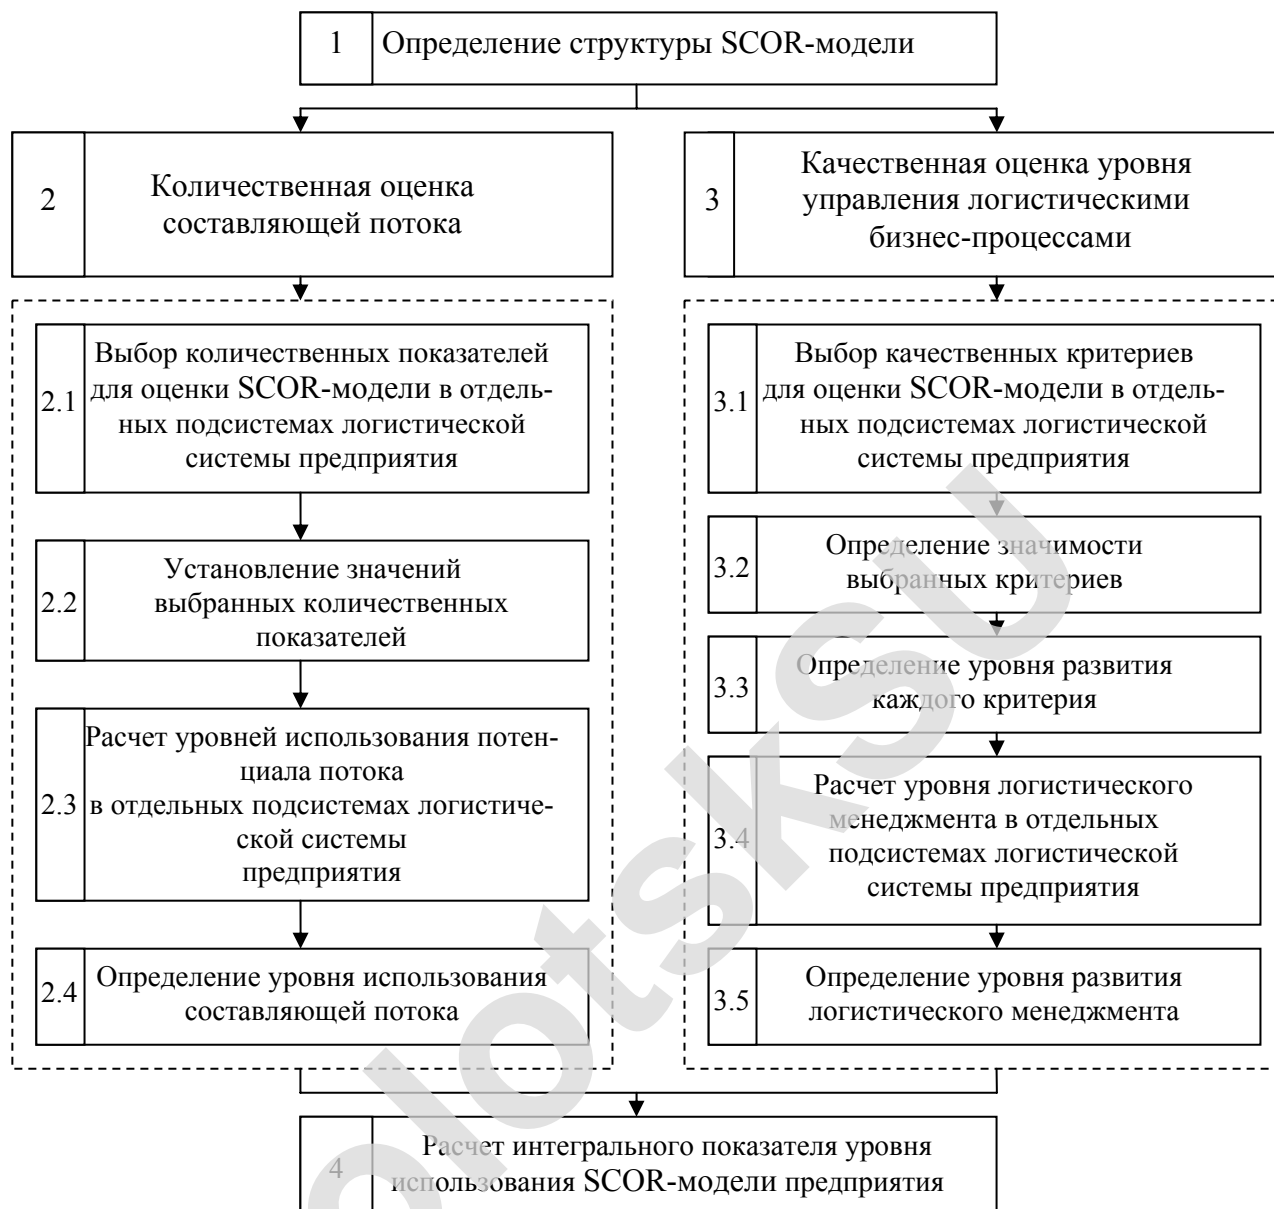 1 Определение структуры SCOR-модели
2 Количественная оценка
составляющей потока
3 Качественная оценка уровня
управления логистическими
бизнес-процессами
2.1 Выбор количественных показателей
для оценки SCOR-модели в отдель-
ных подсистемах логистической
системы предприятия
2.2 Установление значений
выбранных количественных
показателей
2.3 Расчет уровней использования потен-
циала потока
в отдельных подсистемах логистиче-
ской системы
предприятия
2.4 Определение уровня использования
составляющей потока
3.1 Выбор качественных критериев
для оценки SCOR-модели в отдель-
ных подсистемах логистической
системы предприятия
3.2 Определение значимости
выбранных критериев
3.3 Определение уровня развития
каждого критерия
3.4 Расчет уровня логистического
менеджмента в отдельных
подсистемах логистической
системы предприятия
3.5 Определение уровня развития
логистического менеджмента
4 Расчет интегрального показателя уровня
использования SCOR-модели предприятия
olotskSU